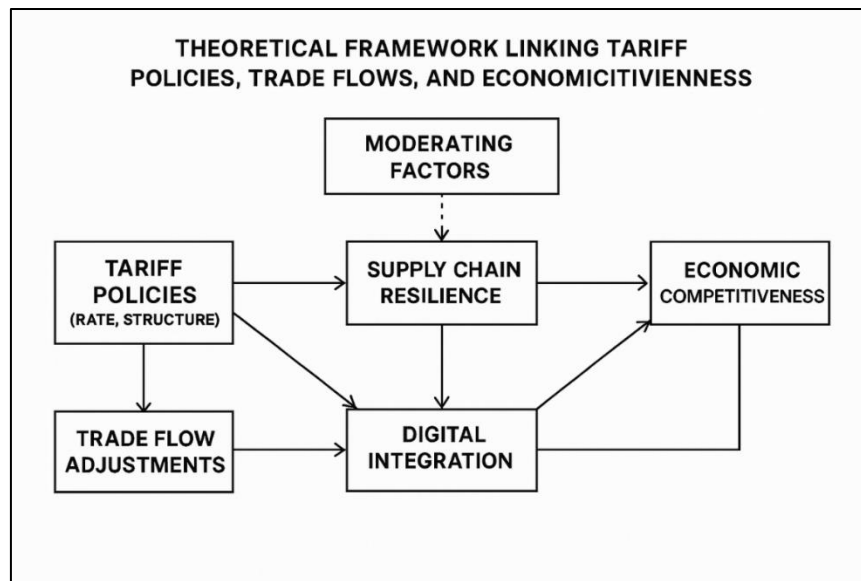 THEORETICAL FRAMEWORK LINKING TARIFF
POLICIES, TRADE FLOWS, AND ECONOMICITIVIENNESS
MODERATING
FACTORS
TARIFF
POLICIES
(RATE, STRUCTURE)
SUPPLY CHAIN
RESILIENCE
ECONOMIC
COMPETITIVENESS
TRADE FLOW
ADJUSTMENTS
DIGITAL
INTEGRATION